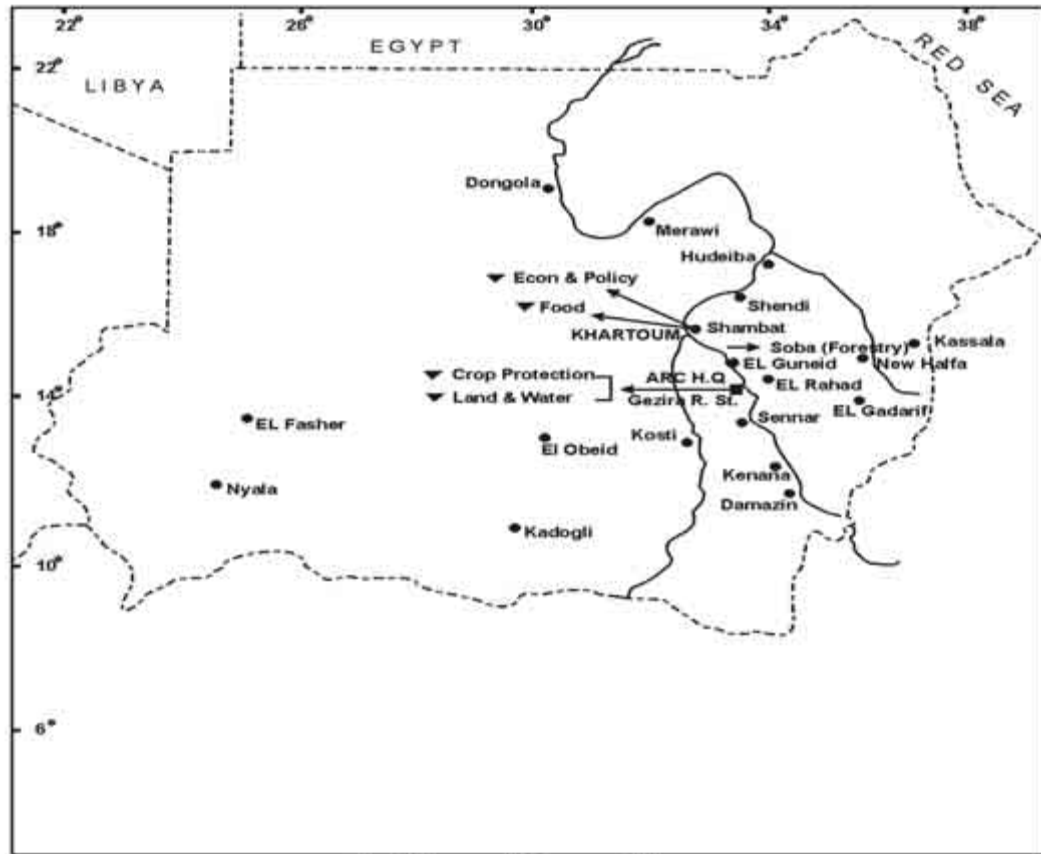 22° 26° 30° 34° 38°
EGYPT
RED SEA
22°
LIBYA
Dongola
18°
Merawi
Hudeiba
Econ & Policy
Shendi
Food
KHARTOUM Shambat
Soba (Forestry) Kassala
EL Guneid New Halfa
Crop Protection ARC H.Q EL Rahad
14° Land & Water Gezira R. St. EL Gadarif
EL Fasher Sennar
El Obeid Kosti
Nyala Kenana
Damazin
Kadogli
10°
6°